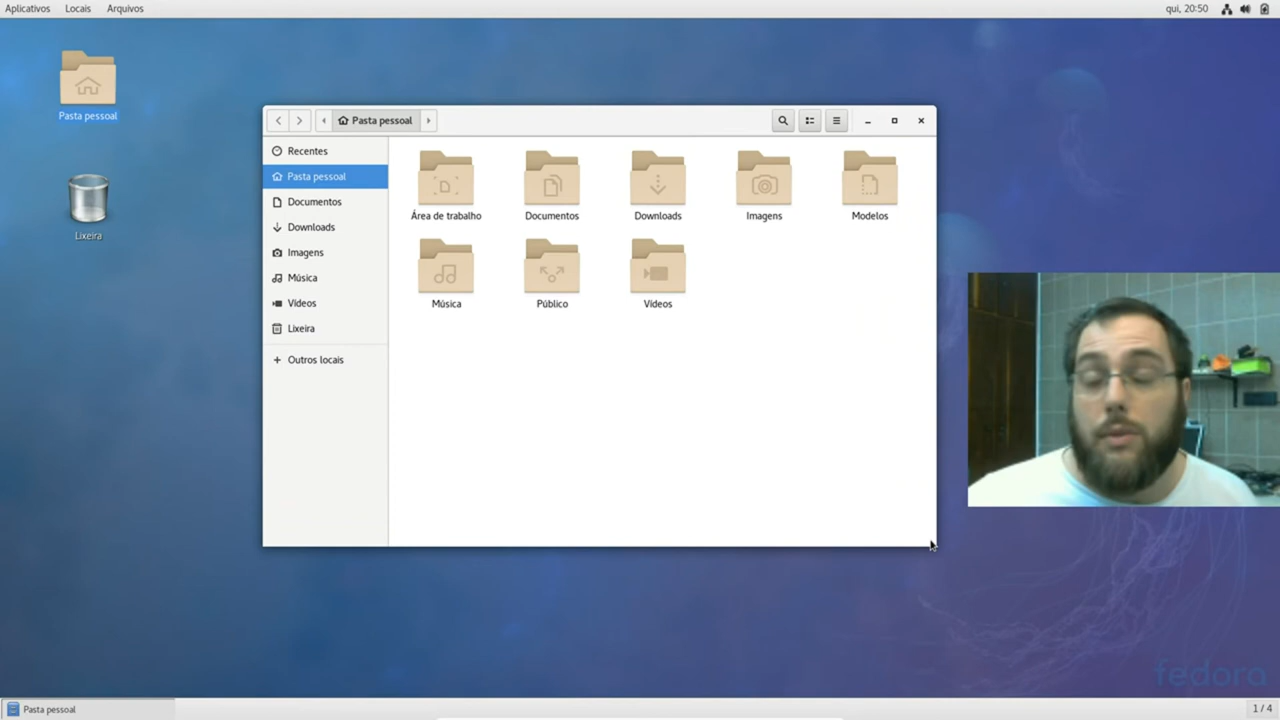 Aplicativos Locais Arquivos qui, 20:50
Pasta pessoal
Lixeira
Pasta pessoal
Recentes
Pasta pessoal
Documentos
Downloads
Imagens
Música
Vídeos
Lixeira
Outros locais
Área de trabalho Documentos Downloads Imagens Modelos
Música Público Vídeos
fedora
Pasta pessoal 1 / 4